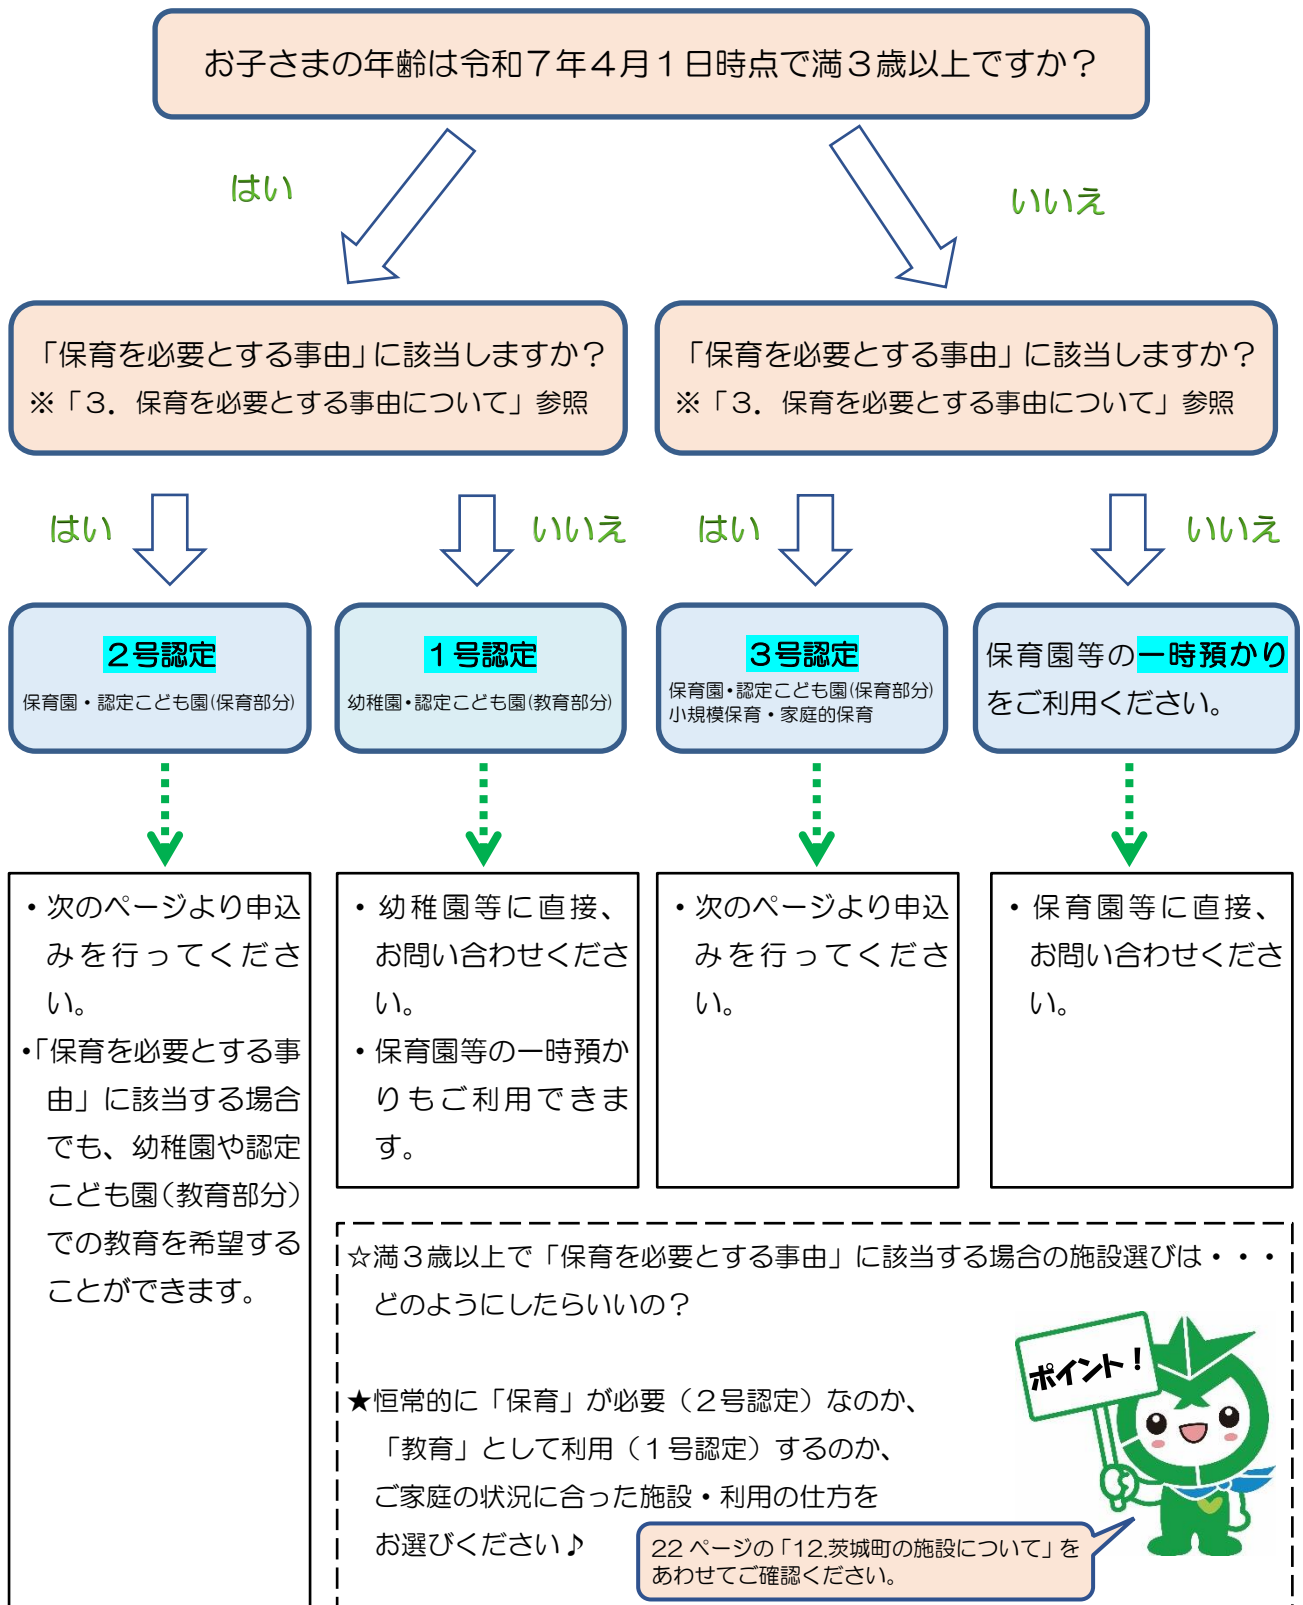 お子さまの年齢は令和７年４月１日時点で満３歳以上ですか？
はい
いいえ
「保育を必要とする事由」に該当しますか？
※「３．保育を必要とする事由について」参照
「保育を必要とする事由」に該当しますか？
※「３．保育を必要とする事由について」参照
はい
いいえ
はい
いいえ
２号認定
保育園・認定こども園(保育部分)
１号認定
幼稚園・認定こども園(教育部分)
３号認定
保育園・認定こども園(保育部分)
小規模保育・家庭的保育
保育園等の一時預かり
をご利用ください。
・次のページより申込
みを行ってくださ
い。
・「保育を必要とする事
由」に該当する場合
でも、幼稚園や認定
こども園（教育部分）
での教育を希望する
ことができます。
・幼稚園等に直接、
お問い合わせくださ
い。
・保育園等の一時預か
りもご利用できま
す。
・次のページより申込
みを行ってくださ
い。
・保育園等に直接、
お問い合わせくださ
い。
☆満３歳以上で「保育を必要とする事由」に該当する場合の施設選びは・・・
どのようにしたらいいの？
★恒常的に「保育」が必要（２号認定）なのか、
「教育」として利用（１号認定）するのか、
ご家庭の状況に合った施設・利用の仕方を
お選びください♪
ポイント！
22 ページの「12.茨城町の施設について」を
あわせてご確認ください。